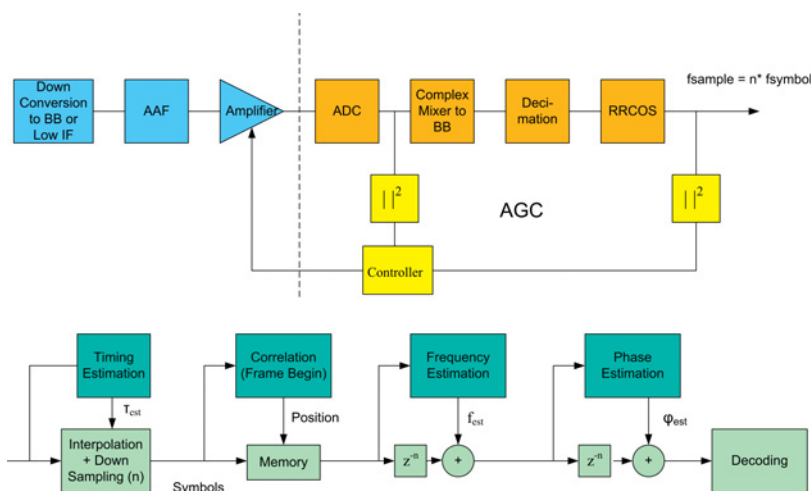 Down
Conversion
to BB or
Low IF
AAF
Amplifier
ADC
Complex
Mixer to
BB
Deci-
mation
RRCOS
fsample = n* fsymbol
| |²
AGC
| |²
Controller
Timing
Estimation
Correlation
(Frame Begin)
Frequency
Estimation
Phase
Estimation
τest
Position
fest
φest
Interpolation
+ Down
Sampling (n)
Symbols
Memory
z⁻ⁿ
+
z⁻ⁿ
+
Decoding